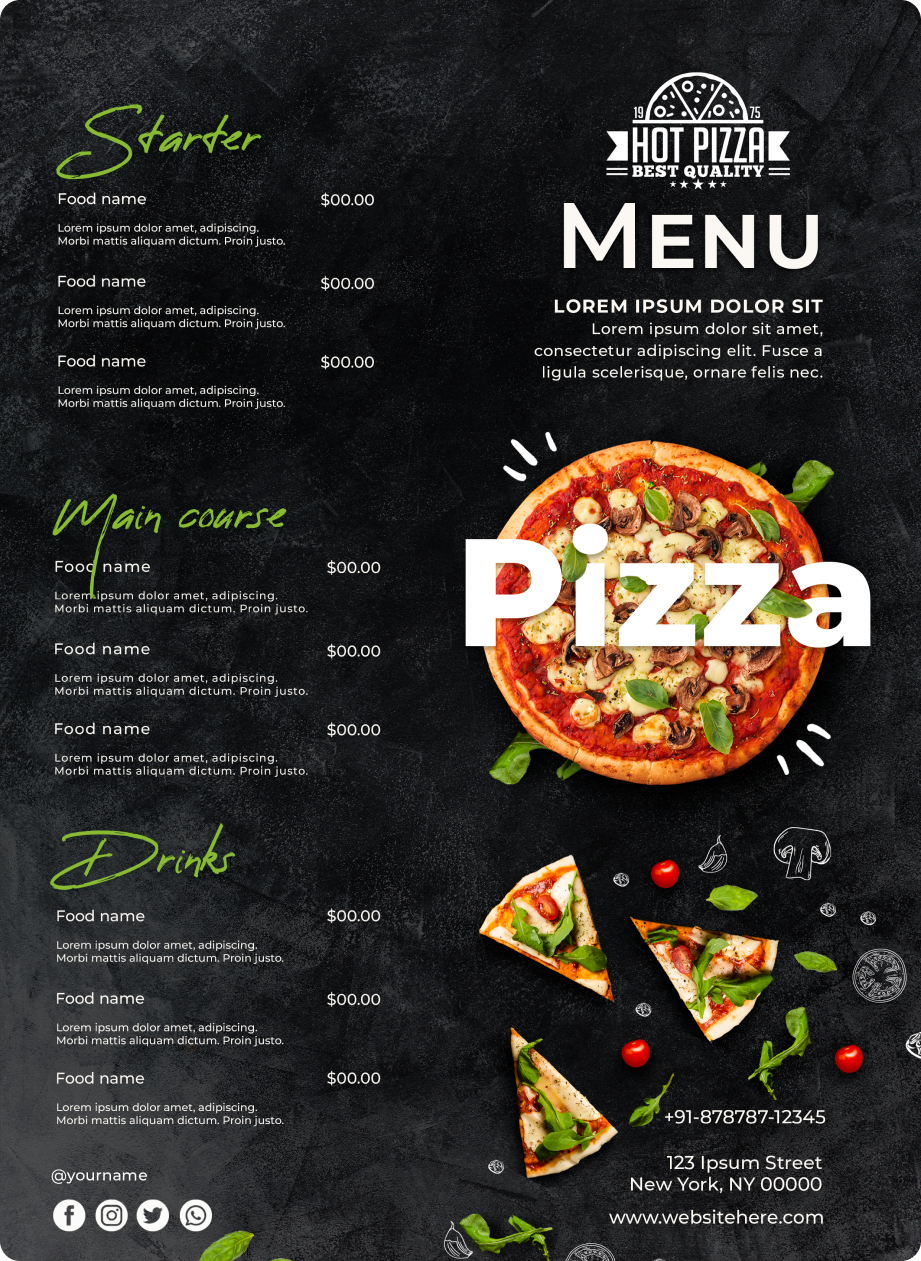 Starter
Food name $00.00
Lorem ipsum dolor amet, adipiscing.
Morbi mattis aliquam dictum. Proin justo.
Food name $00.00
Lorem ipsum dolor amet, adipiscing.
Morbi mattis aliquam dictum. Proin justo.
Food name $00.00
Lorem ipsum dolor amet, adipiscing.
Morbi mattis aliquam dictum. Proin justo.
Main course
Food name $00.00
Lorem ipsum dolor amet, adipiscing.
Morbi mattis aliquam dictum. Proin justo.
Food name $00.00
Lorem ipsum dolor amet, adipiscing.
Morbi mattis aliquam dictum. Proin justo.
Food name $00.00
Lorem ipsum dolor amet, adipiscing.
Morbi mattis aliquam dictum. Proin justo.
Drinks
Food name $00.00
Lorem ipsum dolor amet, adipiscing.
Morbi mattis aliquam dictum. Proin justo.
Food name $00.00
Lorem ipsum dolor amet, adipiscing.
Morbi mattis aliquam dictum. Proin justo.
Food name $00.00
Lorem ipsum dolor amet, adipiscing.
Morbi mattis aliquam dictum. Proin justo.
@yourname
19 75
HOT PIZZA
BEST QUALITY
MENU
LOREM IPSUM DOLOR SIT
Lorem ipsum dolor sit amet,
consectetur adipiscing elit. Fusce a
ligula scelerisque, ornare felis nec.
Pizza
+91-878787-12345
123 Ipsum Street
New York, NY 00000
www.websitehere.com